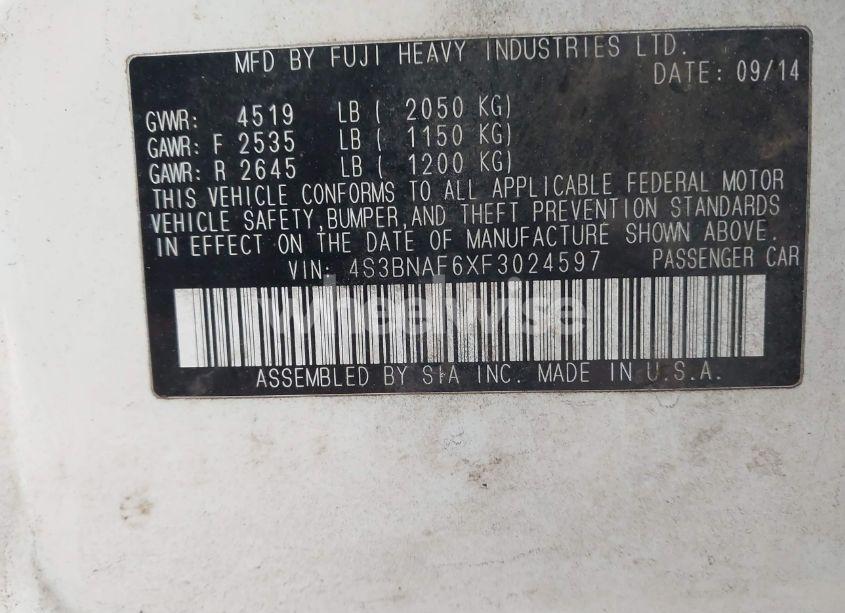 MFD BY FUJI HEAVY INDUSTRIES LTD.
DATE: 09/14
GVWR: 4519 LB ( 2050 KG)
GAWR: F 2535 LB ( 1150 KG)
GAWR: R 2645 LB ( 1200 KG)
THIS VEHICLE CONFORMS TO ALL APPLICABLE FEDERAL MOTOR
VEHICLE SAFETY,BUMPER,AND THEFT PREVENTION STANDARDS
IN EFFECT ON THE DATE OF MANUFACTURE SHOWN ABOVE.
VIN: 4S3BNAF6XF3024597 PASSENGER CAR
wheelwise
ASSEMBLED BY SIA INC. MADE IN U.S.A.